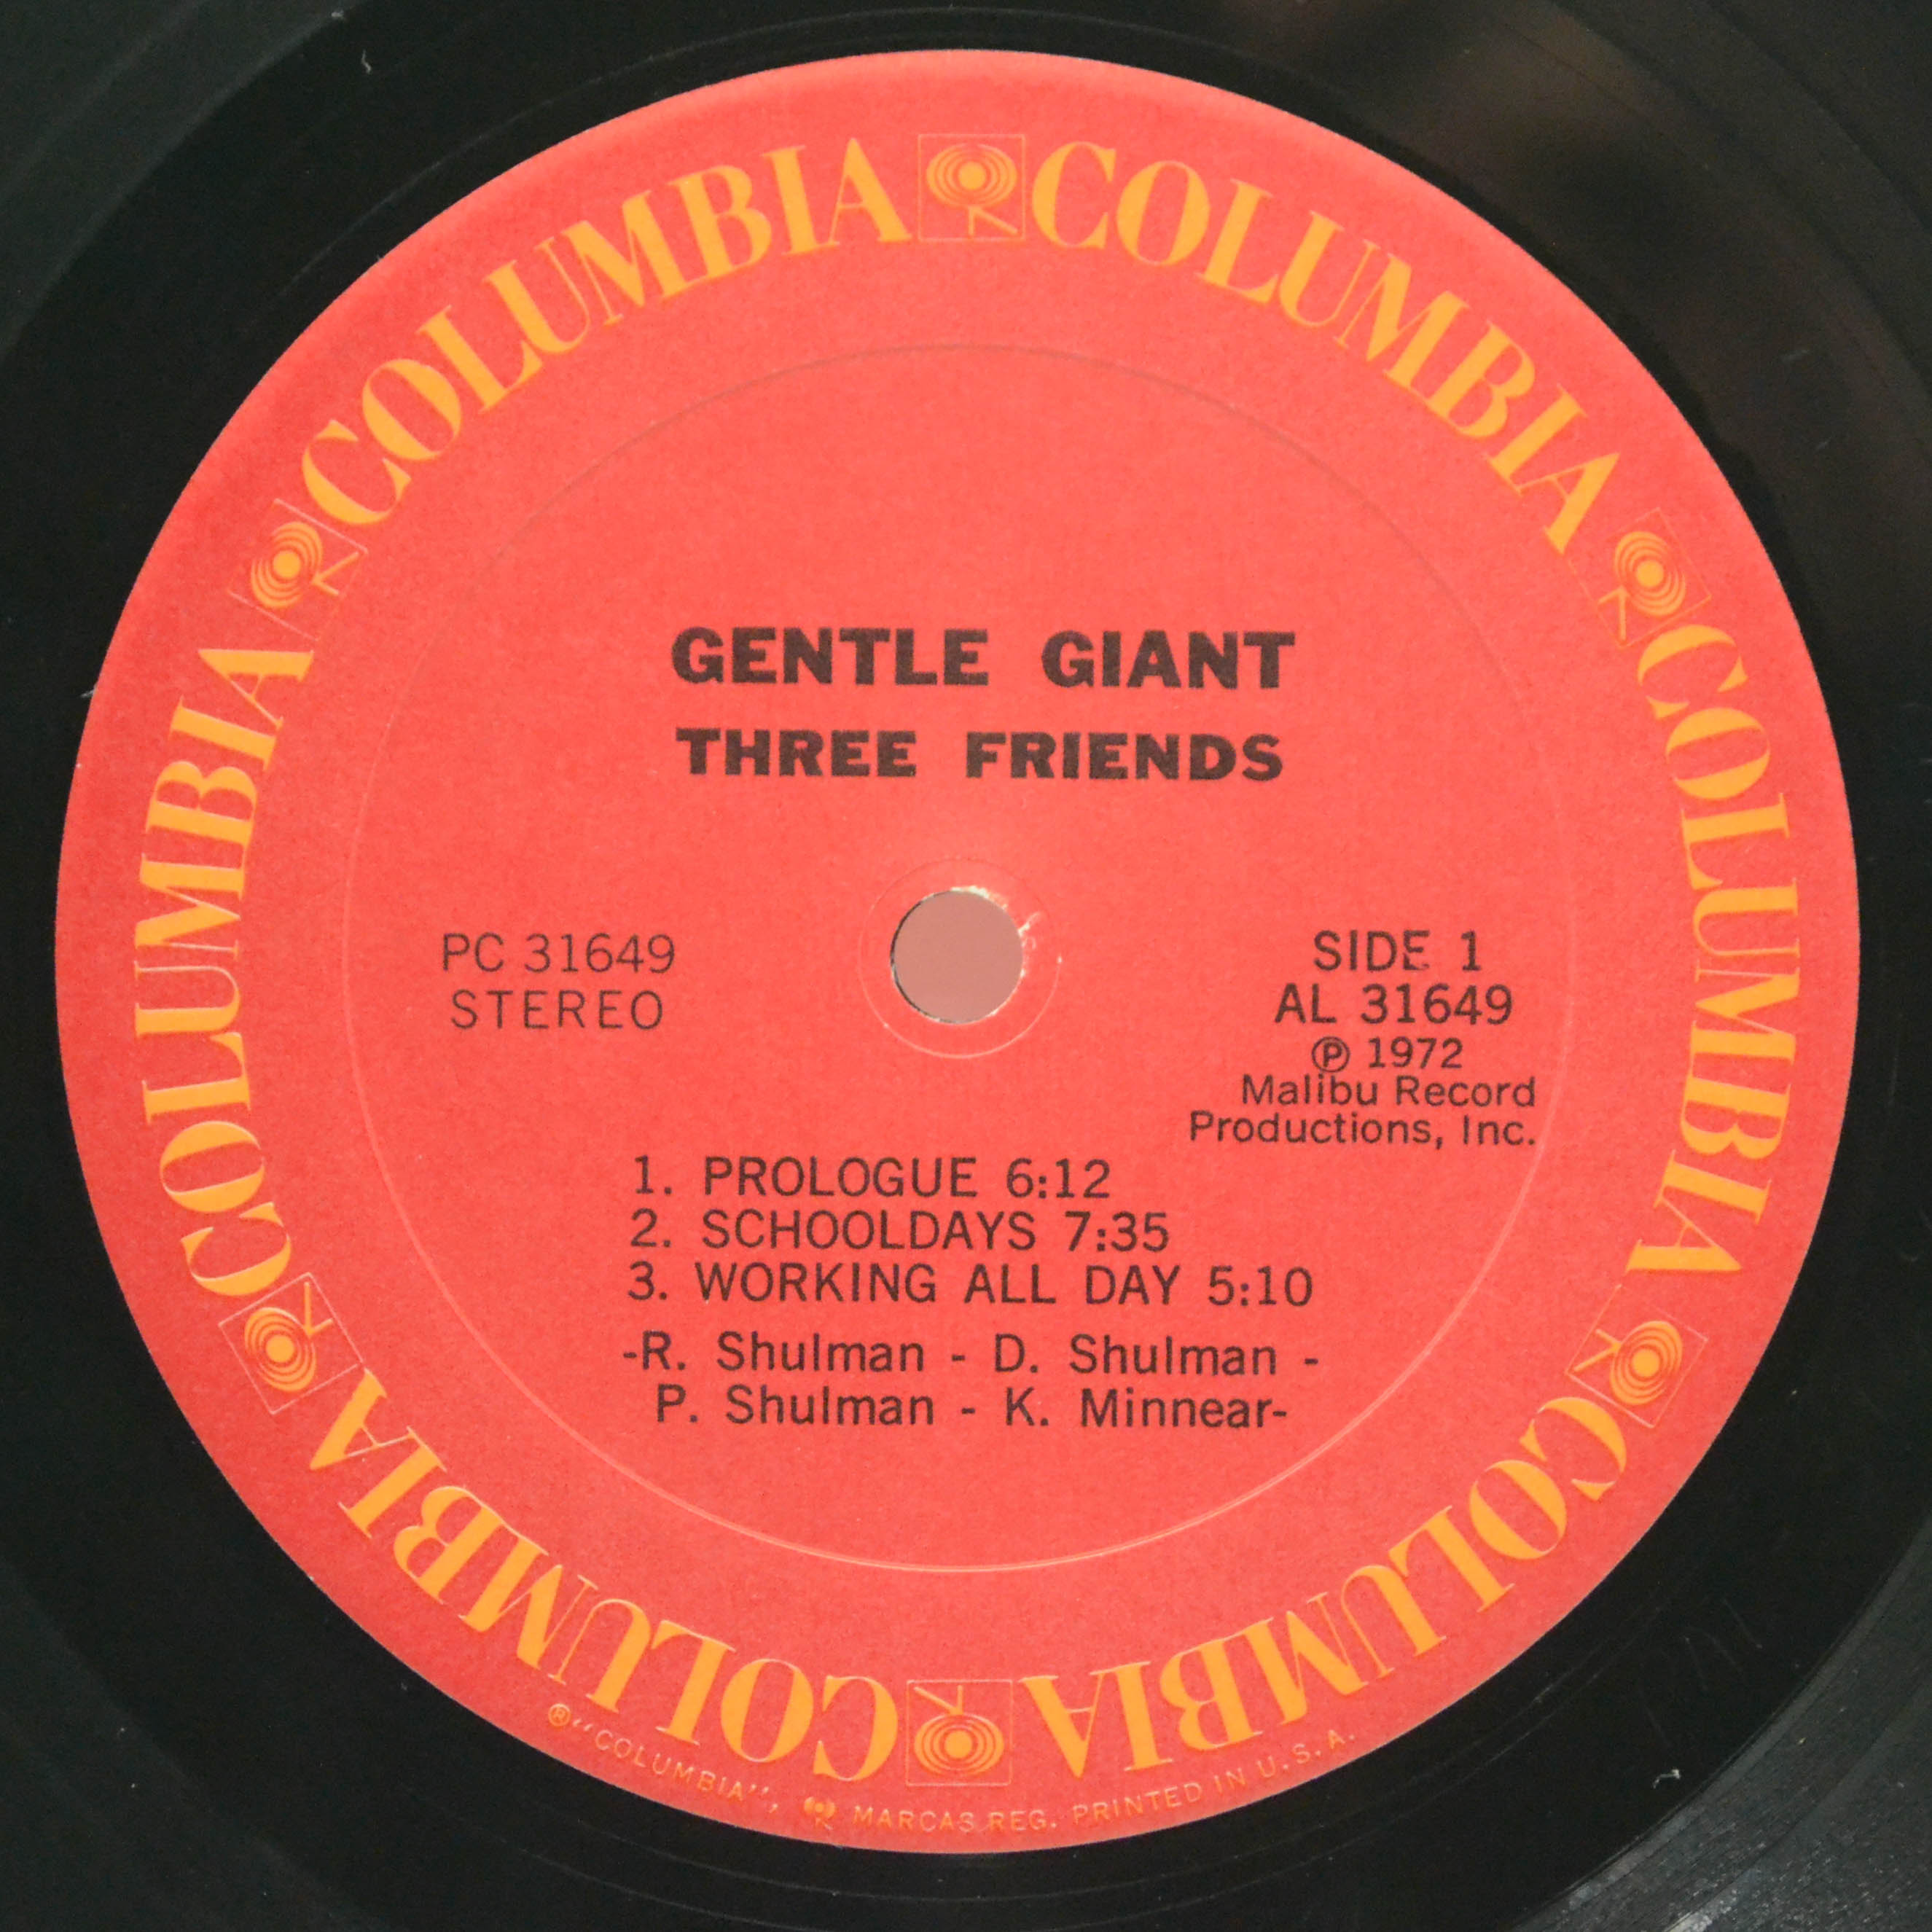 COLUMBIA COLUMBIA COLUMBIA COLUMBIA COLUMBIA COLUMBIA
GENTLE GIANT
THREE FRIENDS
PC 31649
STEREO
SIDE 1
AL 31649
℗ 1972
Malibu Record
Productions, Inc.
1. PROLOGUE 6:12
2. SCHOOLDAYS 7:35
3. WORKING ALL DAY 5:10
-R. Shulman - D. Shulman -
P. Shulman - K. Minnear-
® "COLUMBIA", MARCAS REG. PRINTED IN U.S.A.